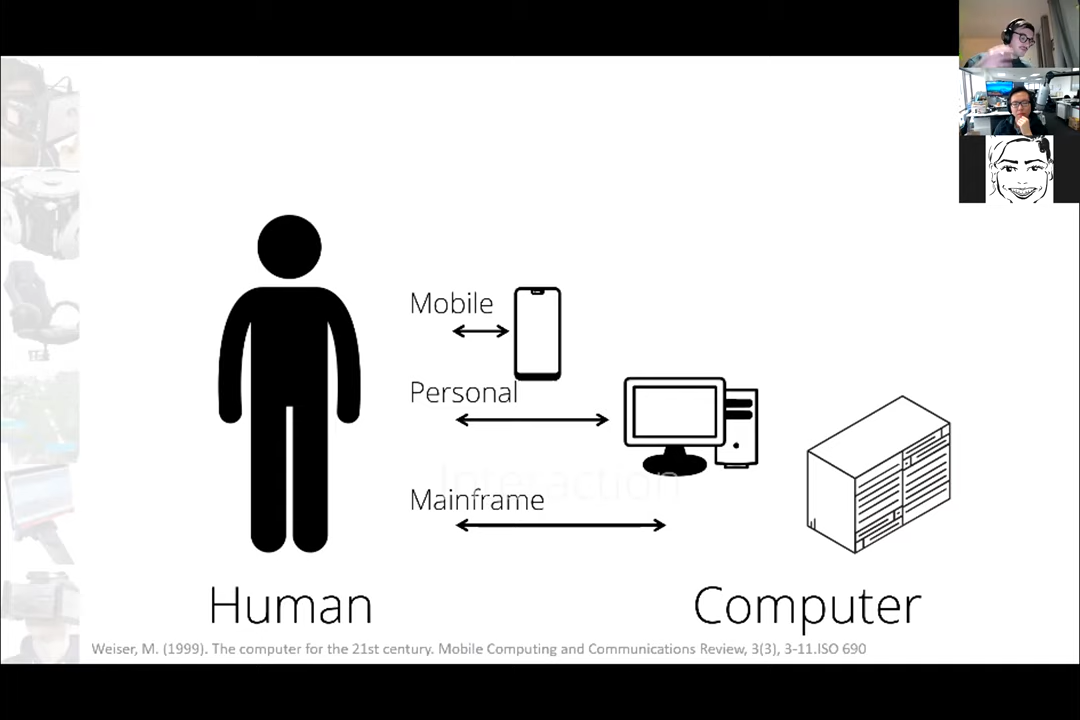 Mobile
Personal
Interaction
Mainframe
Human
Computer
Weiser, M. (1999). The computer for the 21st century. Mobile Computing and Communications Review, 3(3), 3-11.ISO 690